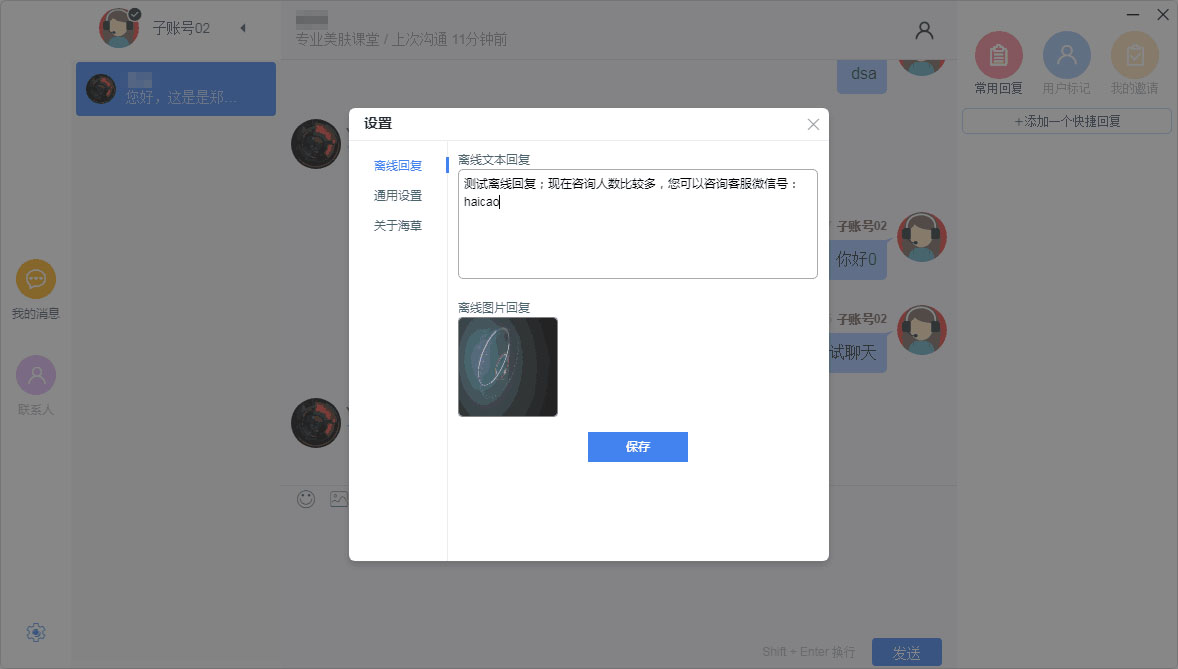 子账号02
您好，这是是郑...
专业美肤课堂 / 上次沟通 11分钟前
dsa
子账号02
你好0
子账号02
试聊天
我的消息
联系人
设置
离线回复
通用设置
关于海草
离线文本回复
测试离线回复；现在咨询人数比较多，您可以咨询客服微信号：
haicao
离线图片回复
保存
Shift + Enter 换行
发送
常用回复
用户标记
我的邀请
+添加一个快捷回复